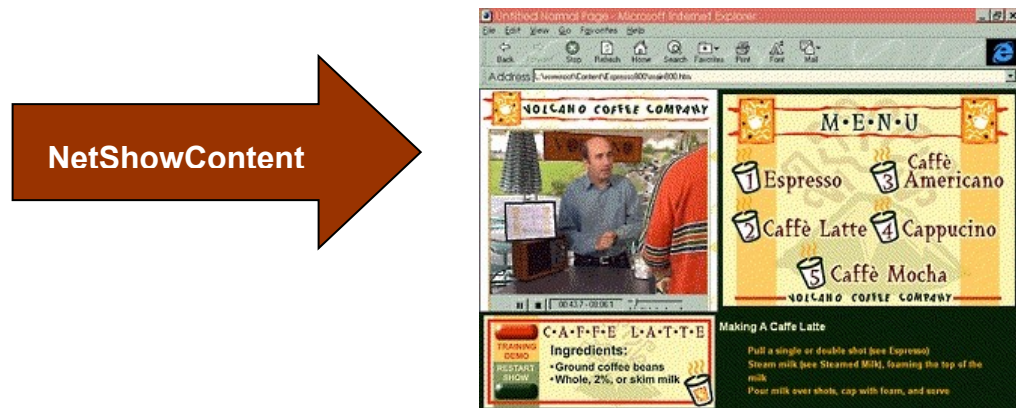 NetShowContent
Untitled Normal Page - Microsoft Internet Explorer
File Edit View Go Favorites Help
Back Forward Stop Refresh Home Search Favorites Print Font Mail
Address
VOLCANO COFFEE COMPANY
M•E•N•U
1 Espresso
3 Caffè Americano
2 Caffè Latte
4 Cappucino
5 Caffè Mocha
VOLCANO COFFEE COMPANY
C•A•F•F•E L•A•T•T•E
TRAINING DEMO
RESTART SHOW
Ingredients:
•Ground coffee beans
•Whole, 2%, or skim milk
Making A Caffe Latte
Pull a single or double shot (see Espresso)
Steam milk (see Steamed Milk), foaming the top of the
milk
Pour milk over shots, cap with foam, and serve